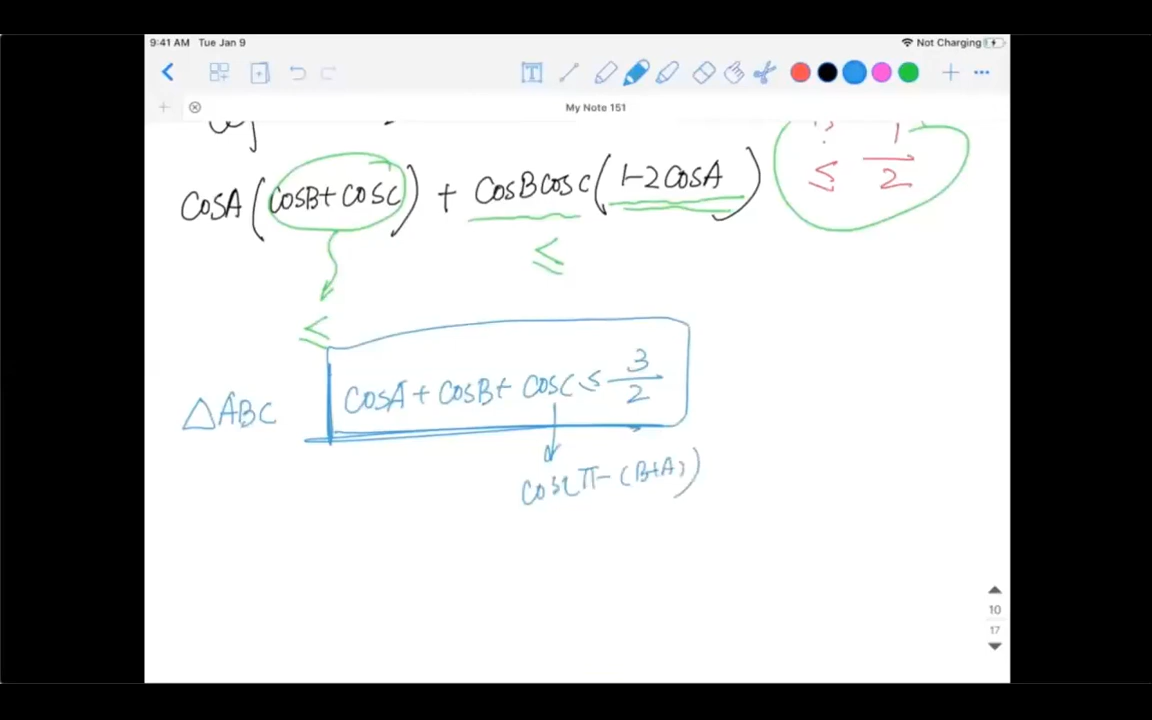 9:41 AM Tue Jan 9
Not Charging
My Note 151
cosA(cosB+cosC) + cosBcosC(1-2cosA) ≤ 1/2
≤
≤
△ABC cosA+cosB+cosC ≤ 3/2
cos(π-(B+A))
10
17